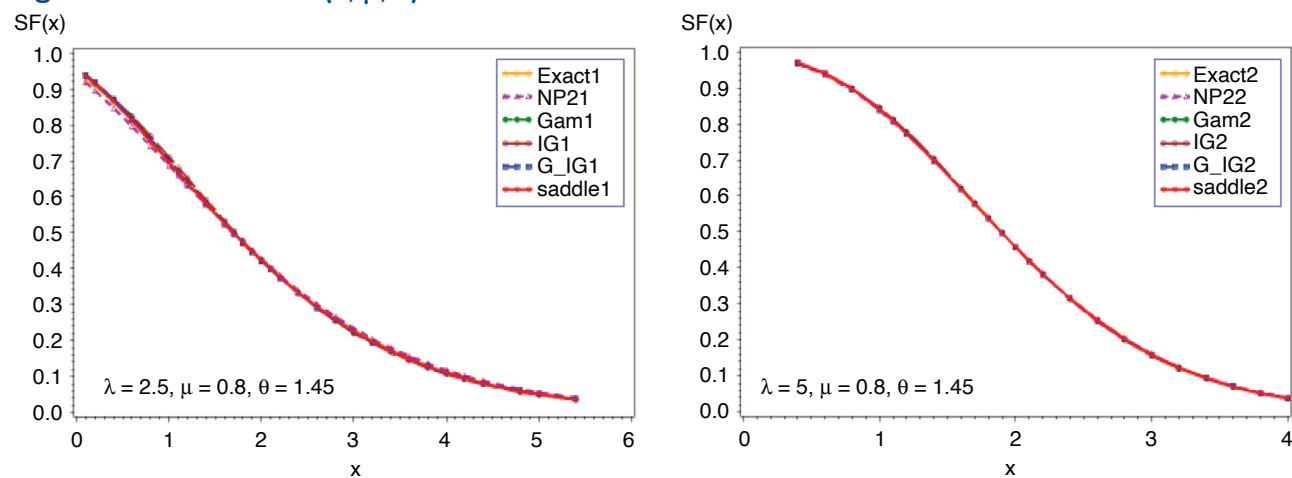 SF(x)
1.0
0.9
0.8
0.7
0.6
0.5
0.4
0.3
0.2
0.1
0.0
Exact1
NP21
Gam1
IG1
G_IG1
saddle1
λ = 2.5, μ = 0.8, θ = 1.45
0 1 2 3 4 5 6
x
SF(x)
1.0
0.9
0.8
0.7
0.6
0.5
0.4
0.3
0.2
0.1
0.0
Exact2
NP22
Gam2
IG2
G_IG2
saddle2
λ = 5, μ = 0.8, θ = 1.45
0 1 2 3 4
x